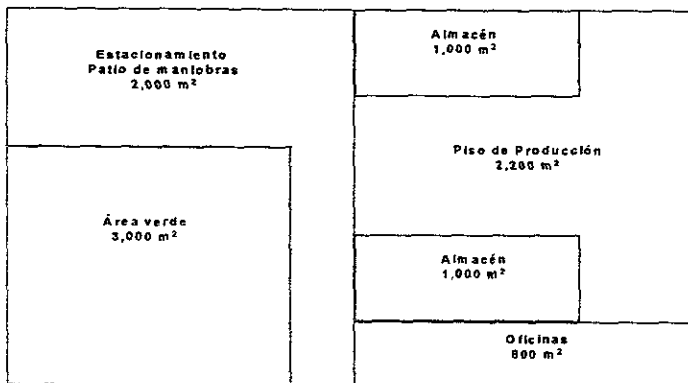 Estacionamiento
Patio de maniobras
2,000 m²
Almacén
1,000 m²
Piso de Producción
2,200 m²
Área verde
3,000 m²
Almacén
1,000 m²
Oficinas
800 m²